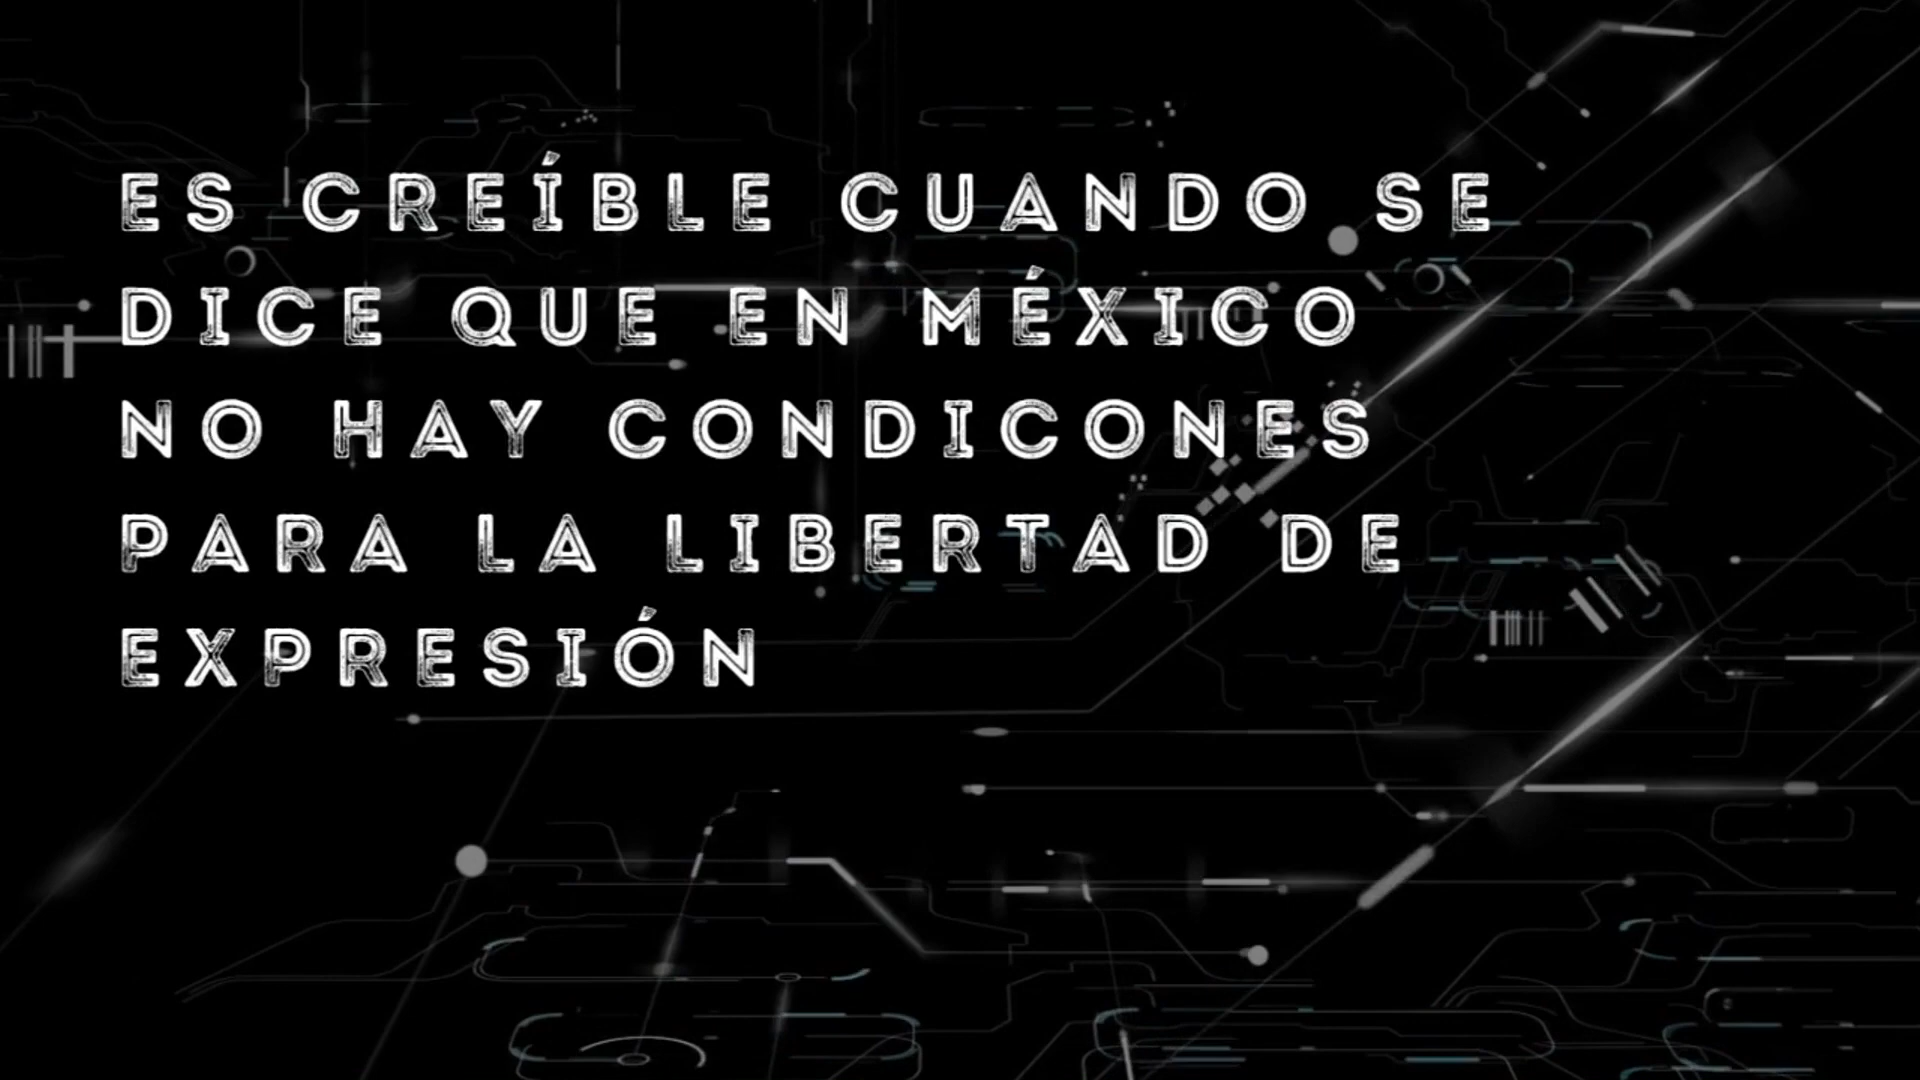 ES CREÍBLE CUANDO SE
DICE QUE EN MÉXICO
NO HAY CONDICONES
PARA LA LIBERTAD DE
EXPRESIÓN